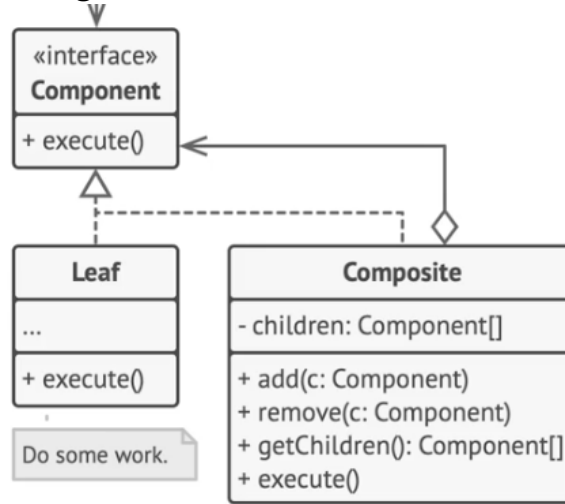 «interface»
Component
+ execute()
Leaf
...
+ execute()
Do some work.
Composite
- children: Component[]
+ add(c: Component)
+ remove(c: Component)
+ getChildren(): Component[]
+ execute()